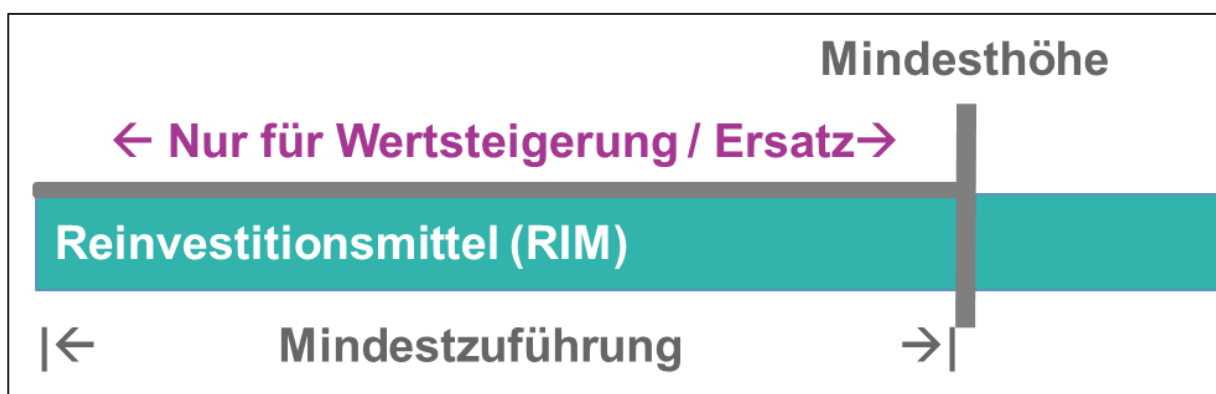 Mindesthöhe
← Nur für Wertsteigerung / Ersatz→
Reinvestitionsmittel (RIM)
|← Mindestzuführung →|